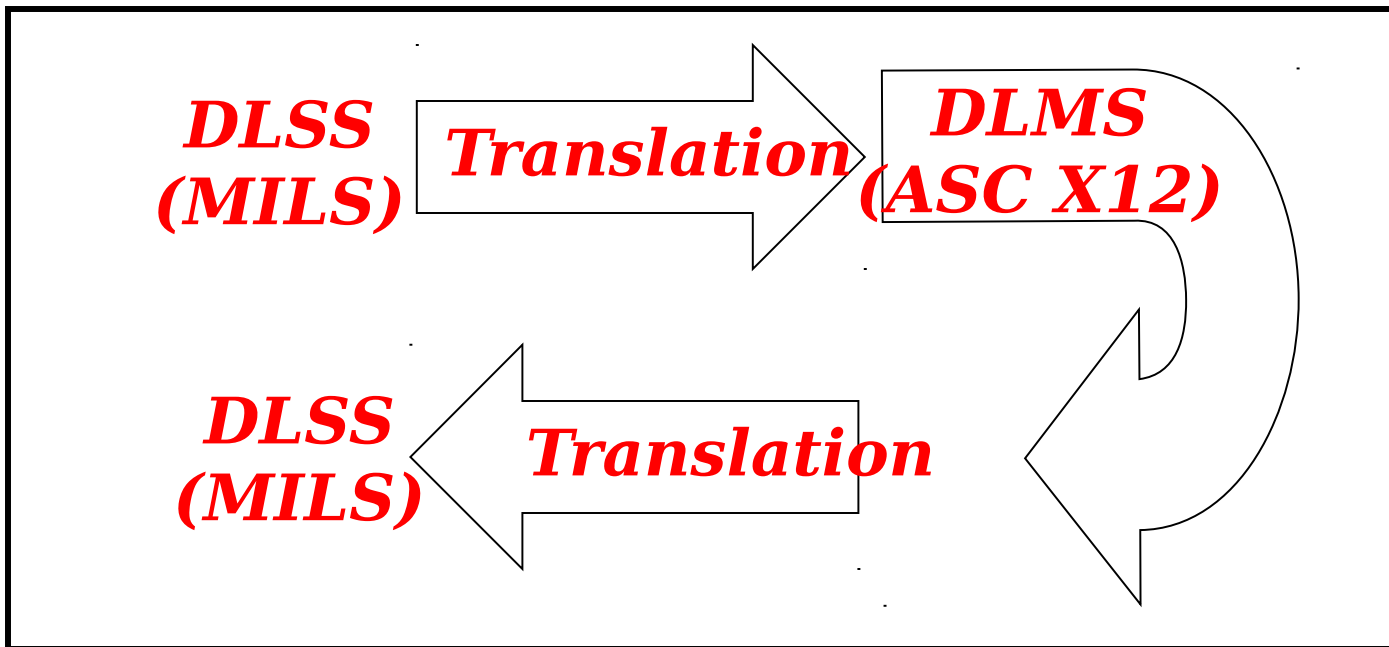 DLSS
(MILS)
Translation
DLMS
(ASC X12)
DLSS
(MILS)
Translation